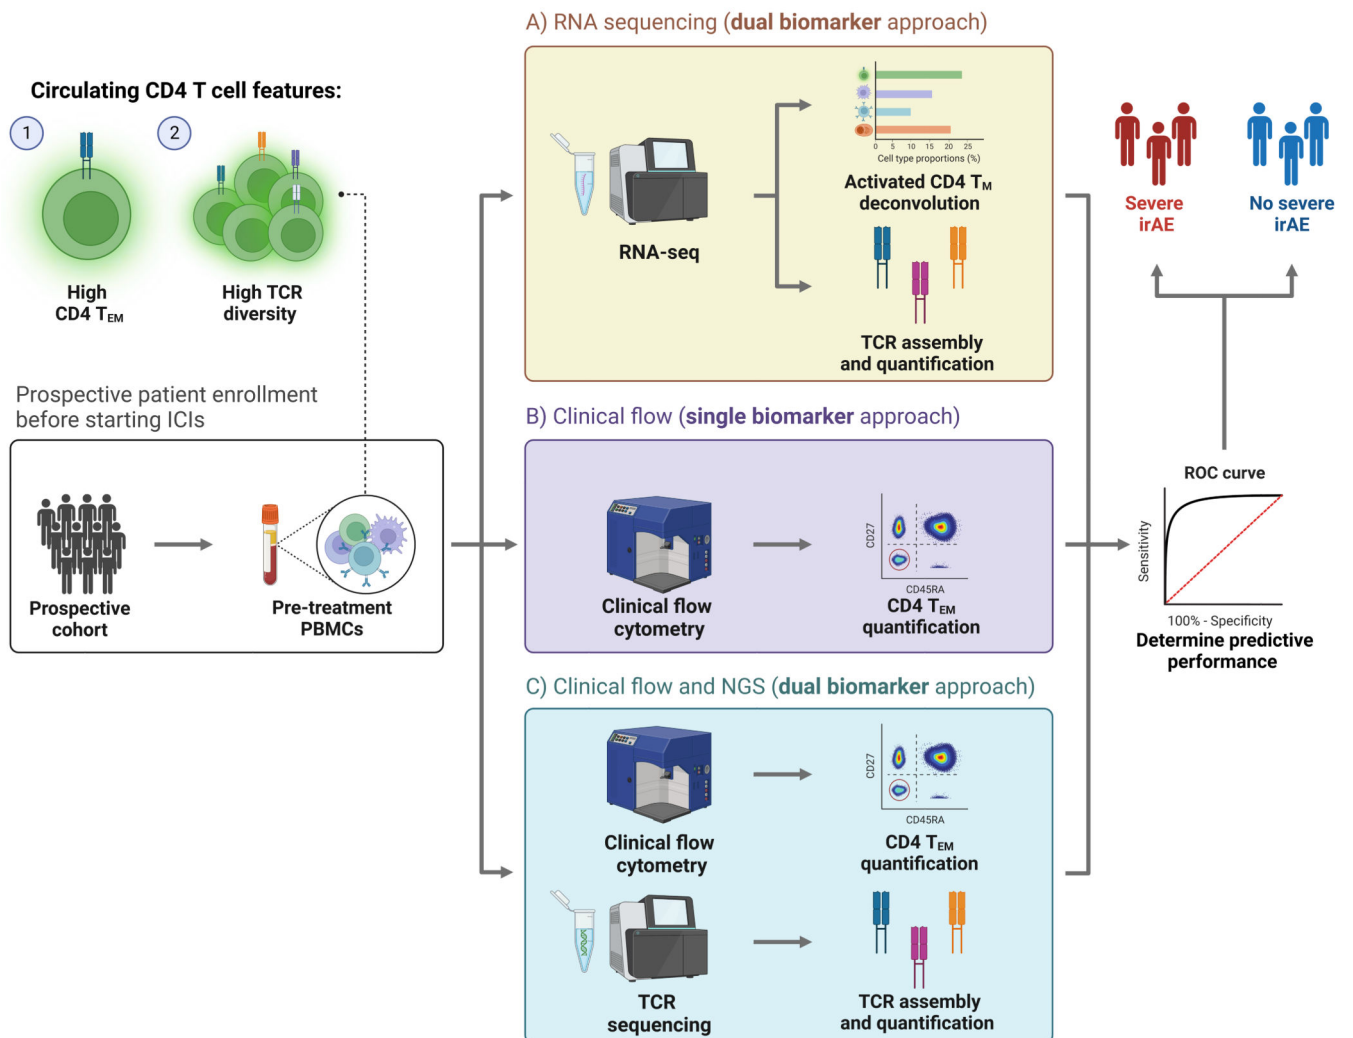 Circulating CD4 T cell features:
1
2
High
CD4 TEM
High TCR
diversity
Prospective patient enrollment
before starting ICIs
Prospective
cohort
Pre-treatment
PBMCs
A) RNA sequencing (dual biomarker approach)
RNA-seq
0 5 10 15 20 25
Cell type proportions (%)
Activated CD4 TM
deconvolution
TCR assembly
and quantification
B) Clinical flow (single biomarker approach)
Clinical flow
cytometry
CD27
CD45RA
CD4 TEM
quantification
C) Clinical flow and NGS (dual biomarker approach)
Clinical flow
cytometry
CD27
CD45RA
CD4 TEM
quantification
TCR
sequencing
TCR assembly
and quantification
Severe
irAE
No severe
irAE
ROC curve
Sensitivity
100% - Specificity
Determine predictive
performance